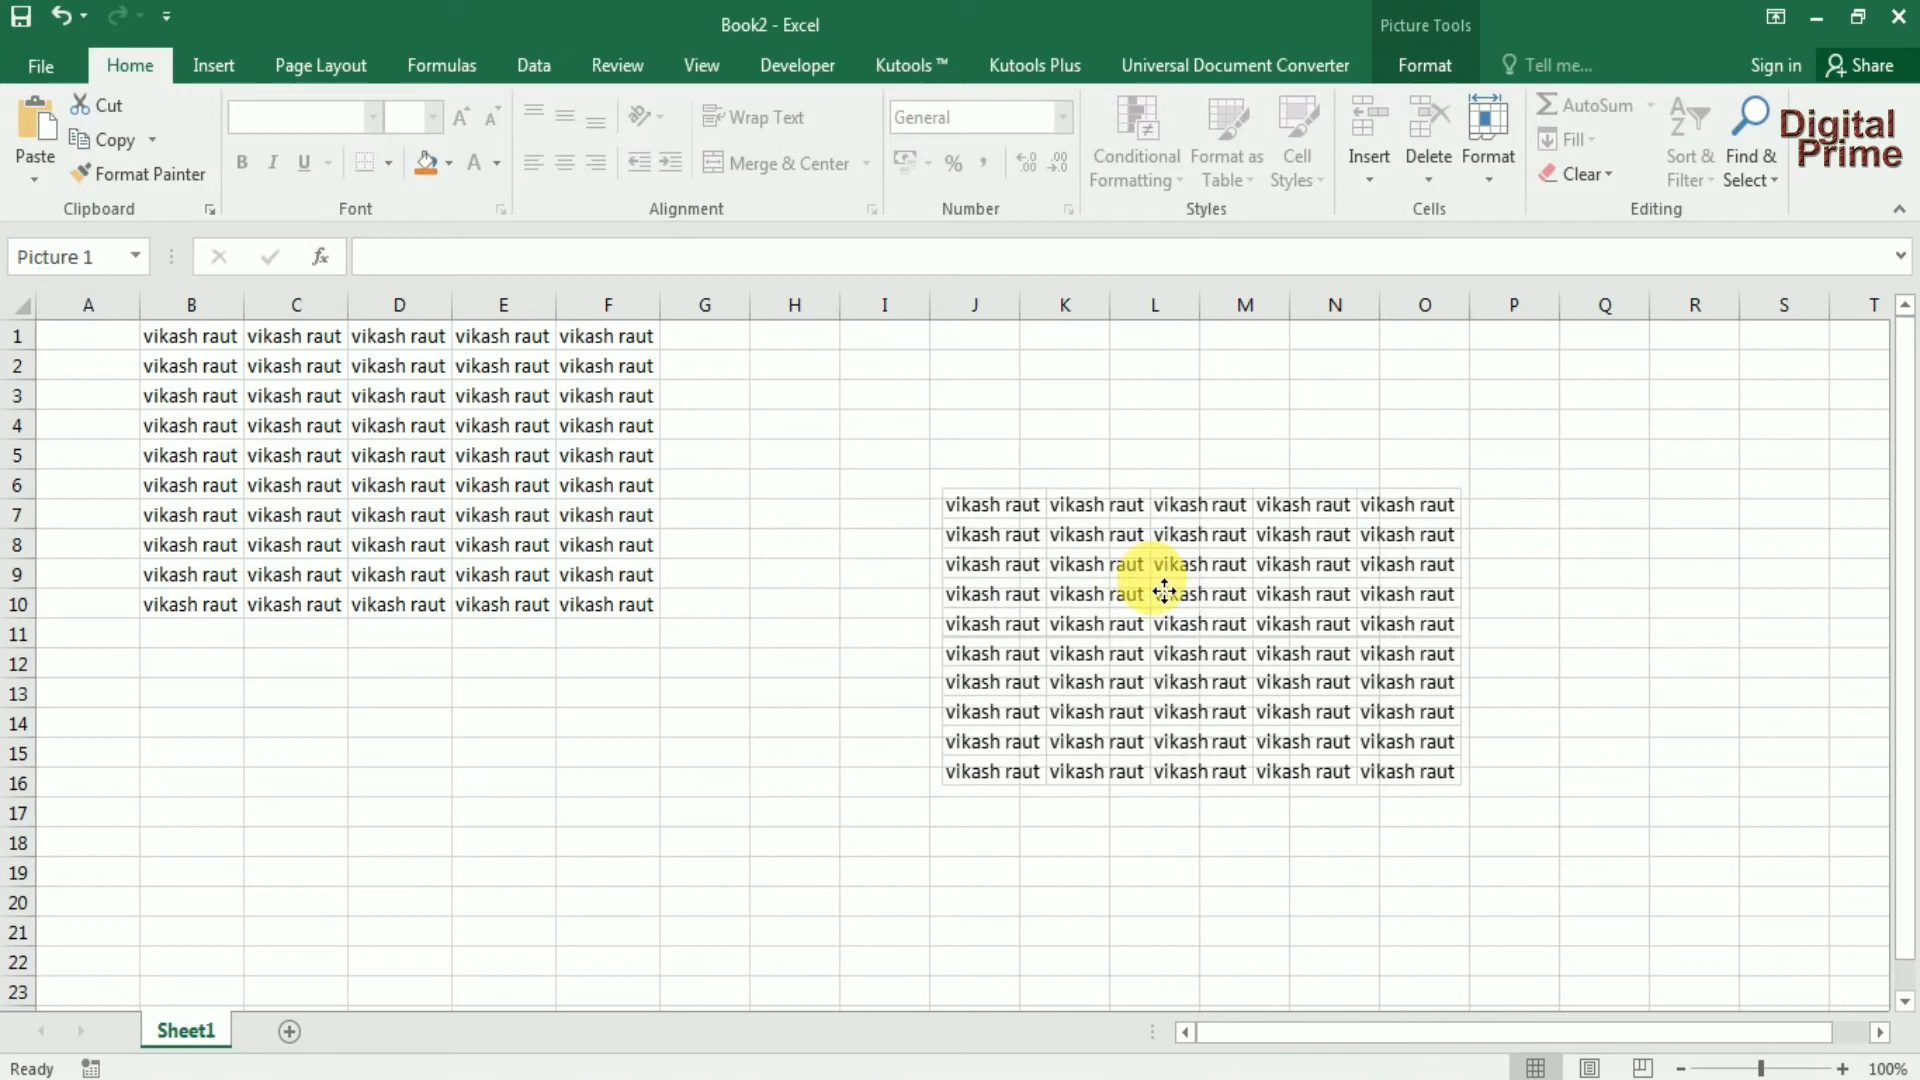 Book2 - Excel
Picture Tools
File Home Insert Page Layout Formulas Data Review View Developer Kutools ™ Kutools Plus Universal Document Converter Format Tell me... Sign in Share
Paste
Cut
Copy
Format Painter
Clipboard
B I U A
Font
Wrap Text
Merge & Center
Alignment
General
% , .00
Number
Conditional Formatting
Format as Table
Cell Styles
Styles
Insert Delete Format
Cells
AutoSum
Fill
Clear
Sort & Filter
Find & Select
Editing
Digital
Prime
Picture 1 fx
A B C D E F G H I J K L M N O P Q R S T
1 vikash raut vikash raut vikash raut vikash raut vikash raut
2 vikash raut vikash raut vikash raut vikash raut vikash raut
3 vikash raut vikash raut vikash raut vikash raut vikash raut
4 vikash raut vikash raut vikash raut vikash raut vikash raut
5 vikash raut vikash raut vikash raut vikash raut vikash raut
6 vikash raut vikash raut vikash raut vikash raut vikash raut
7 vikash raut vikash raut vikash raut vikash raut vikash raut
8 vikash raut vikash raut vikash raut vikash raut vikash raut
9 vikash raut vikash raut vikash raut vikash raut vikash raut
10 vikash raut vikash raut vikash raut vikash raut vikash raut
11
12
13
14
15
16
17
18
19
20
21
22
23
vikash raut vikash raut vikash raut vikash raut vikash raut
vikash raut vikash raut vikash raut vikash raut vikash raut
vikash raut vikash raut vikash raut vikash raut vikash raut
vikash raut vikash raut vikash raut vikash raut vikash raut
vikash raut vikash raut vikash raut vikash raut vikash raut
vikash raut vikash raut vikash raut vikash raut vikash raut
vikash raut vikash raut vikash raut vikash raut vikash raut
vikash raut vikash raut vikash raut vikash raut vikash raut
vikash raut vikash raut vikash raut vikash raut vikash raut
vikash raut vikash raut vikash raut vikash raut vikash raut
Sheet1
Ready
100%